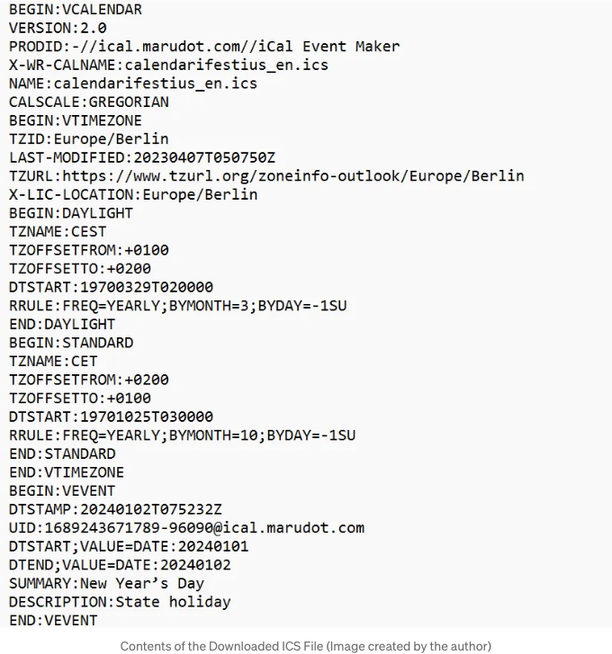 BEGIN:VCALENDAR
VERSION:2.0
PRODID:-//ical.marudot.com//iCal Event Maker
X-WR-CALNAME:calendarifestius_en.ics
NAME:calendarifestius_en.ics
CALSCALE:GREGORIAN
BEGIN:VTIMEZONE
TZID:Europe/Berlin
LAST-MODIFIED:20230407T050750Z
TZURL:https://www.tzurl.org/zoneinfo-outlook/Europe/Berlin
X-LIC-LOCATION:Europe/Berlin
BEGIN:DAYLIGHT
TZNAME:CEST
TZOFFSETFROM:+0100
TZOFFSETTO:+0200
DTSTART:19700329T020000
RRULE:FREQ=YEARLY;BYMONTH=3;BYDAY=-1SU
END:DAYLIGHT
BEGIN:STANDARD
TZNAME:CET
TZOFFSETFROM:+0200
TZOFFSETTO:+0100
DTSTART:19701025T030000
RRULE:FREQ=YEARLY;BYMONTH=10;BYDAY=-1SU
END:STANDARD
END:VTIMEZONE
BEGIN:VEVENT
DTSTAMP:20240102T075232Z
UID:1689243671789-96090@ical.marudot.com
DTSTART;VALUE=DATE:20240101
DTEND;VALUE=DATE:20240102
SUMMARY:New Year’s Day
DESCRIPTION:State holiday
END:VEVENT
Contents of the Downloaded ICS File (Image created by the author)